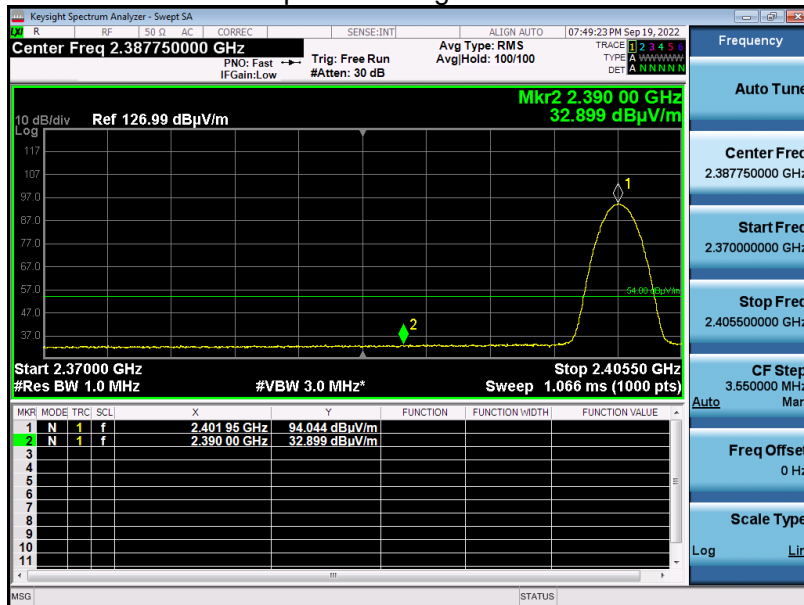 Keysight Spectrum Analyzer - Swept SA
LXI R RF 50 Ω AC CORREC SENSE:INT ALIGN AUTO 07:49:23 PM Sep 19, 2022
Center Freq 2.387750000 GHz
PNO: Fast
IFGain:Low
Trig: Free Run
#Atten: 30 dB
Avg Type: RMS
Avg|Hold: 100/100
TRACE 1 2 3 4 5 6
TYPE A WWWWW
DET A N N N N N
Mkr2 2.390 00 GHz
32.899 dBµV/m
10 dB/div Ref 126.99 dBµV/m
Log
117
107
97.0
87.0
77.0
67.0
57.0
47.0
37.0
1
54.00 dBµV/m
2
Start 2.37000 GHz Stop 2.40550 GHz
#Res BW 1.0 MHz #VBW 3.0 MHz* Sweep 1.066 ms (1000 pts)
MKR MODE TRC SCL X Y FUNCTION FUNCTION WIDTH FUNCTION VALUE
1 N 1 f 2.401 95 GHz 94.044 dBµV/m
2 N 1 f 2.390 00 GHz 32.899 dBµV/m
3
4
5
6
7
8
9
10
11
MSG STATUS
Frequency
Auto Tune
Center Freq
2.387750000 GHz
Start Freq
2.370000000 GHz
Stop Freq
2.405500000 GHz
CF Step
3.550000 MHz
Auto Man
Freq Offset
0 Hz
Scale Type
Log Lin